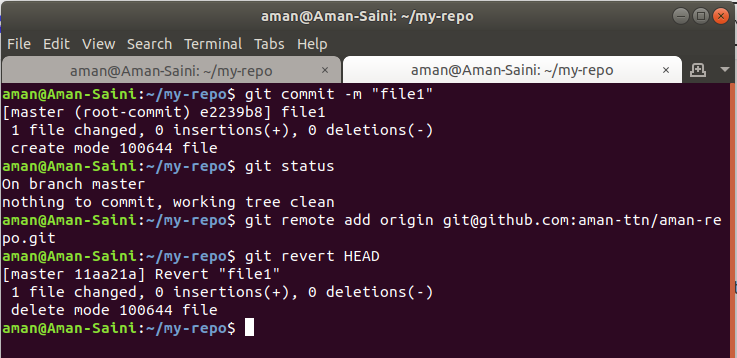 aman@Aman-Saini: ~/my-repo
File Edit View Search Terminal Tabs Help
aman@Aman-Saini: ~/my-repo × aman@Aman-Saini: ~/my-repo ×
aman@Aman-Saini:~/my-repo$ git commit -m "file1"
[master (root-commit) e2239b8] file1
 1 file changed, 0 insertions(+), 0 deletions(-)
 create mode 100644 file
aman@Aman-Saini:~/my-repo$ git status
On branch master
nothing to commit, working tree clean
aman@Aman-Saini:~/my-repo$ git remote add origin git@github.com:aman-ttn/aman-re
po.git
aman@Aman-Saini:~/my-repo$ git revert HEAD
[master 11aa21a] Revert "file1"
 1 file changed, 0 insertions(+), 0 deletions(-)
 delete mode 100644 file
aman@Aman-Saini:~/my-repo$